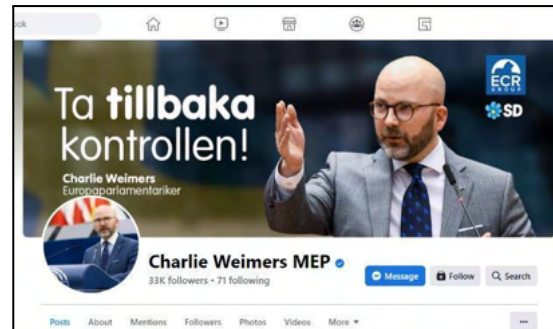 ook
Ta tillbaka
kontrollen!
Charlie Weimers
Europaparlamentariker
ECR
GROUP
SD
Charlie Weimers MEP
33K followers • 71 following
Message
Follow
Search
Posts
About
Mentions
Followers
Photos
Videos
More